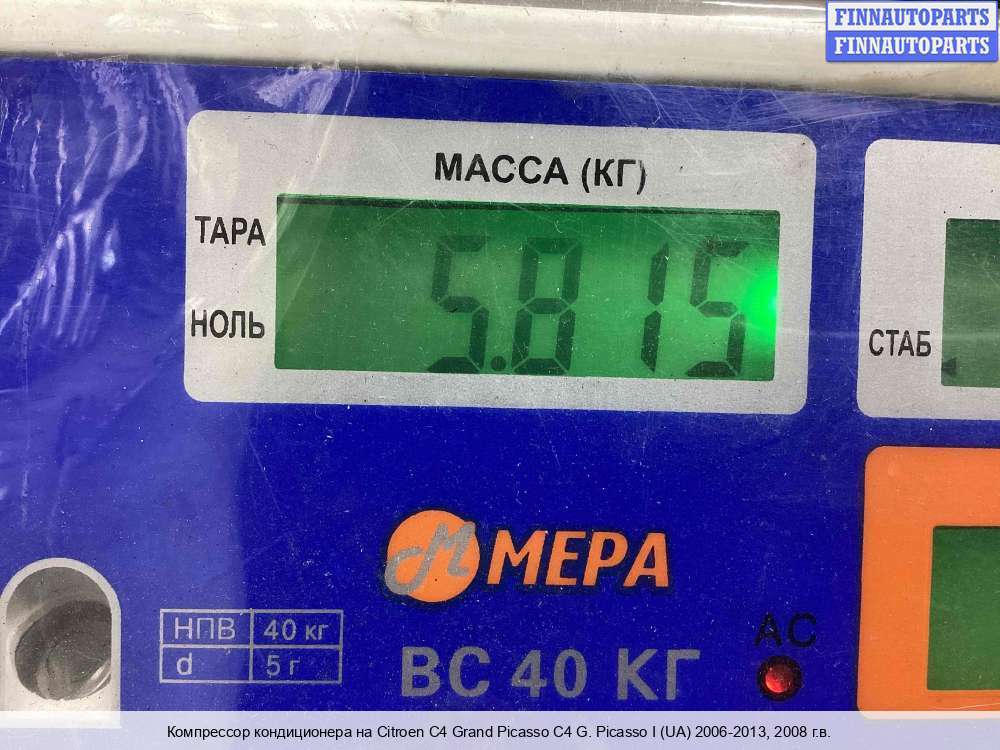 FINNAUTOPARTS
FINNAUTOPARTS
МАССА (КГ)
ТАРА
5.815
НОЛЬ
СТАБ
М МЕРА
НПВ 40 кг
d 5 г
АС
ВС 40 КГ
Компрессор кондиционера на Citroen C4 Grand Picasso C4 G. Picasso I (UA) 2006-2013, 2008 г.в.